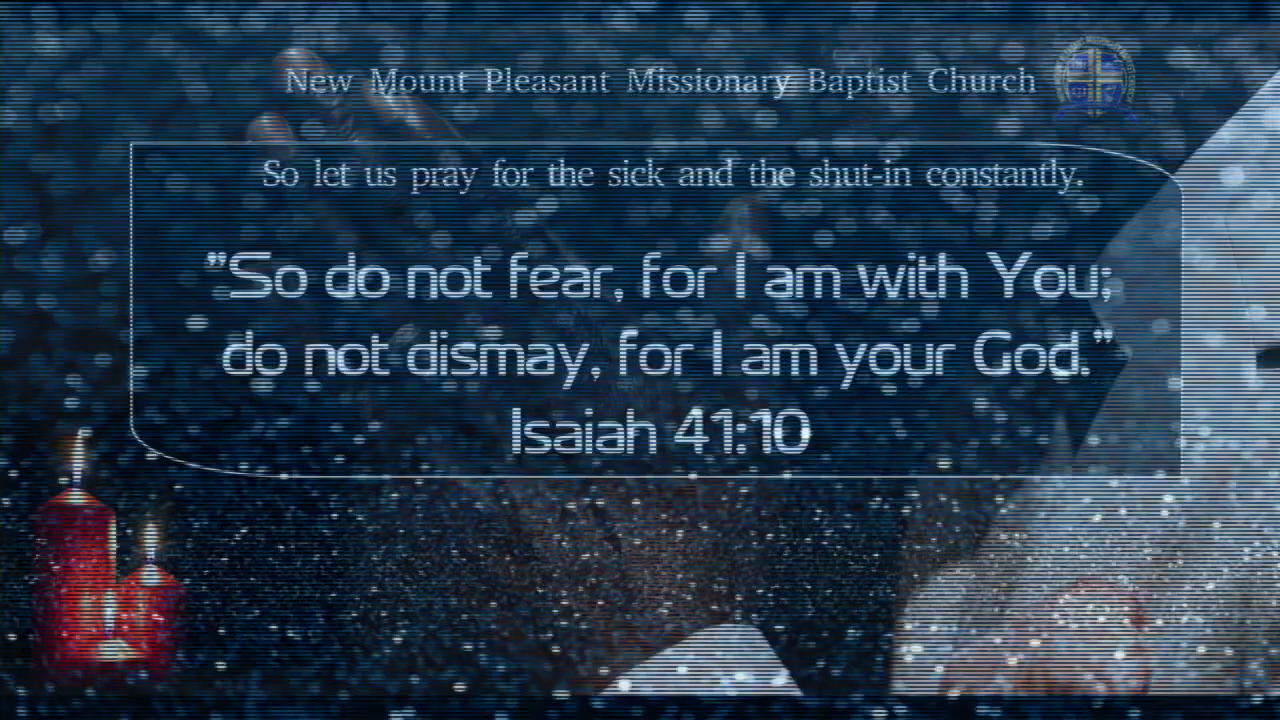 New Mount Pleasant Missionary Baptist Church
So let us pray for the sick and the shut-in constantly.
"So do not fear, for I am with You;
do not dismay, for I am your God."
Isaiah 41:10